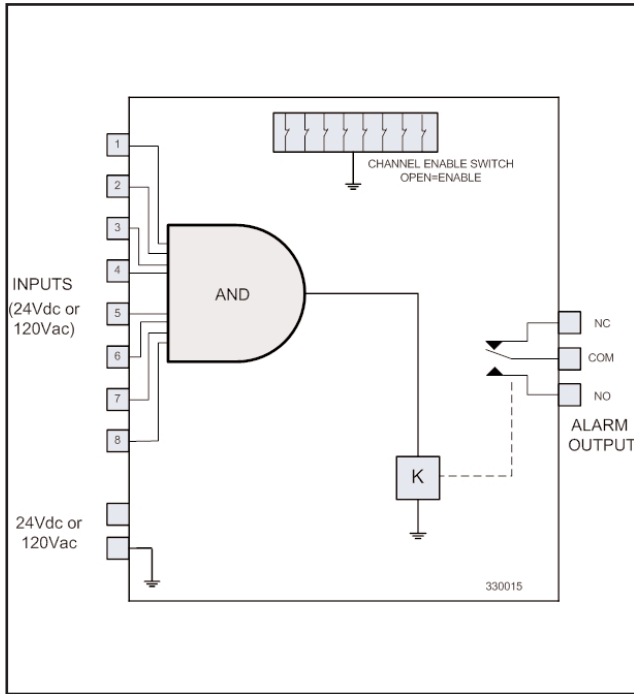 CHANNEL ENABLE SWITCH
OPEN=ENABLE
1
2
3
4
5
6
7
8
INPUTS
(24Vdc or
120Vac)
AND
NC
COM
NO
ALARM
OUTPUT
K
24Vdc or
120Vac
330015